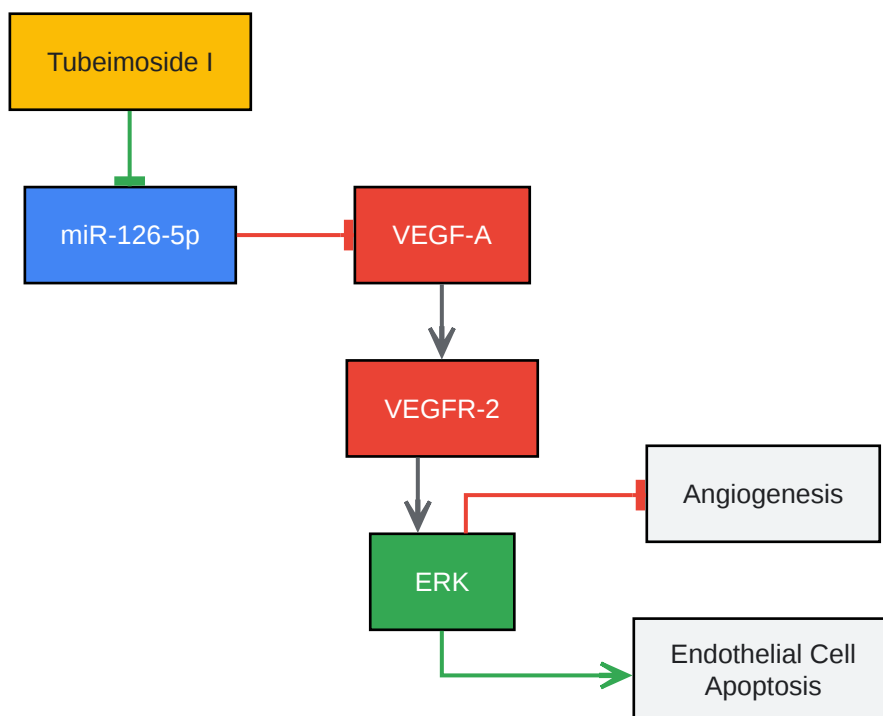 Tubeimoside I
miR-126-5p
VEGF-A
VEGFR-2
Angiogenesis
ERK
Endothelial Cell
Apoptosis